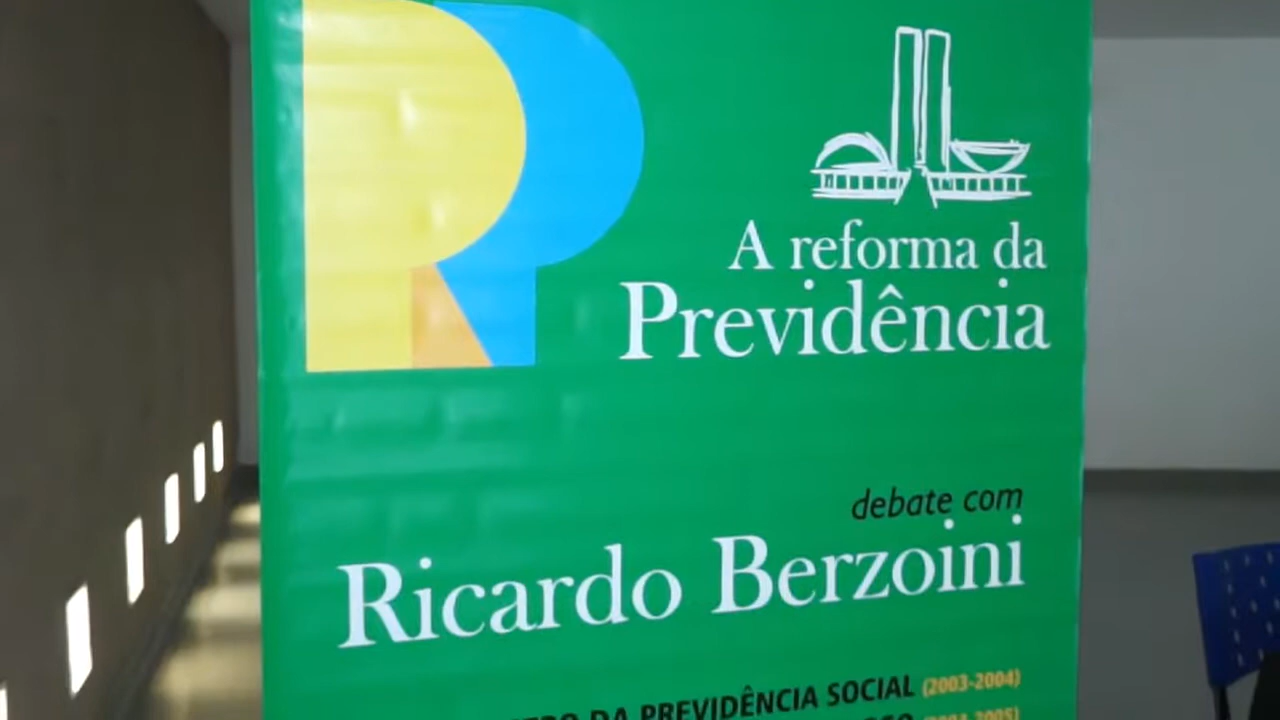 A reforma da
Previdência
debate com
Ricardo Berzoini
DA PREVIDÊNCIA SOCIAL (2003-2004)